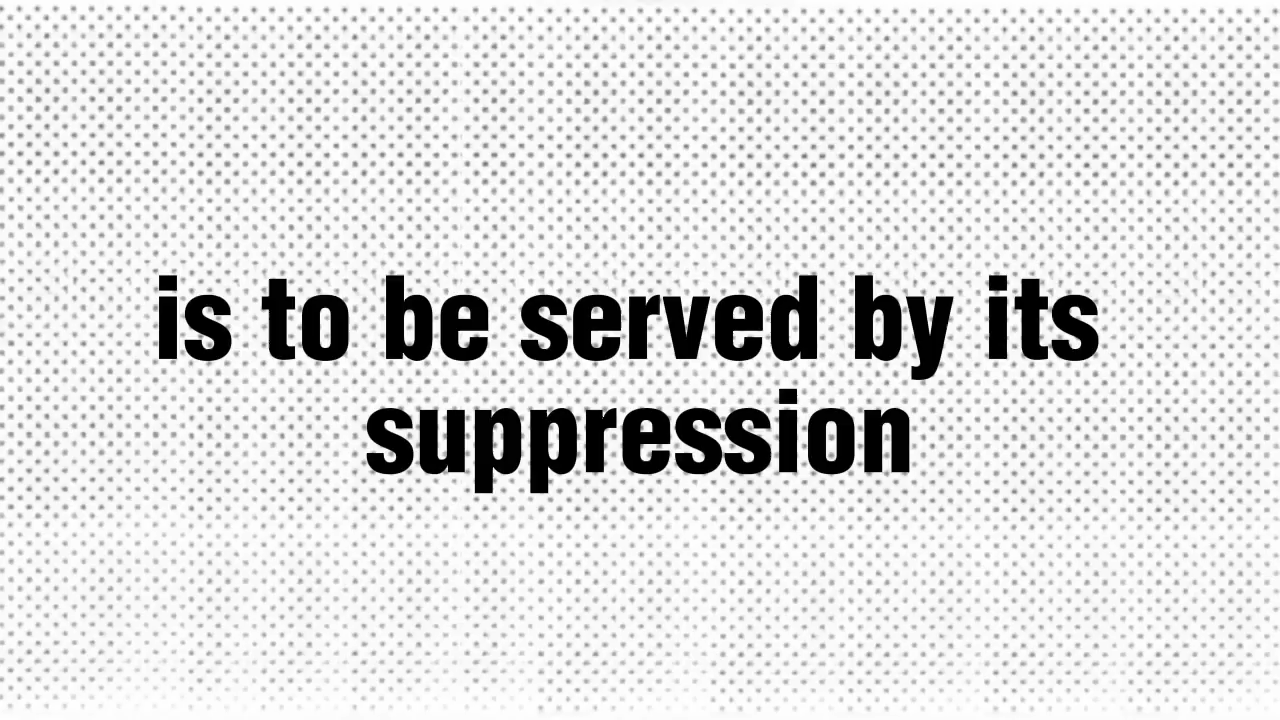 is to be served by its
suppression